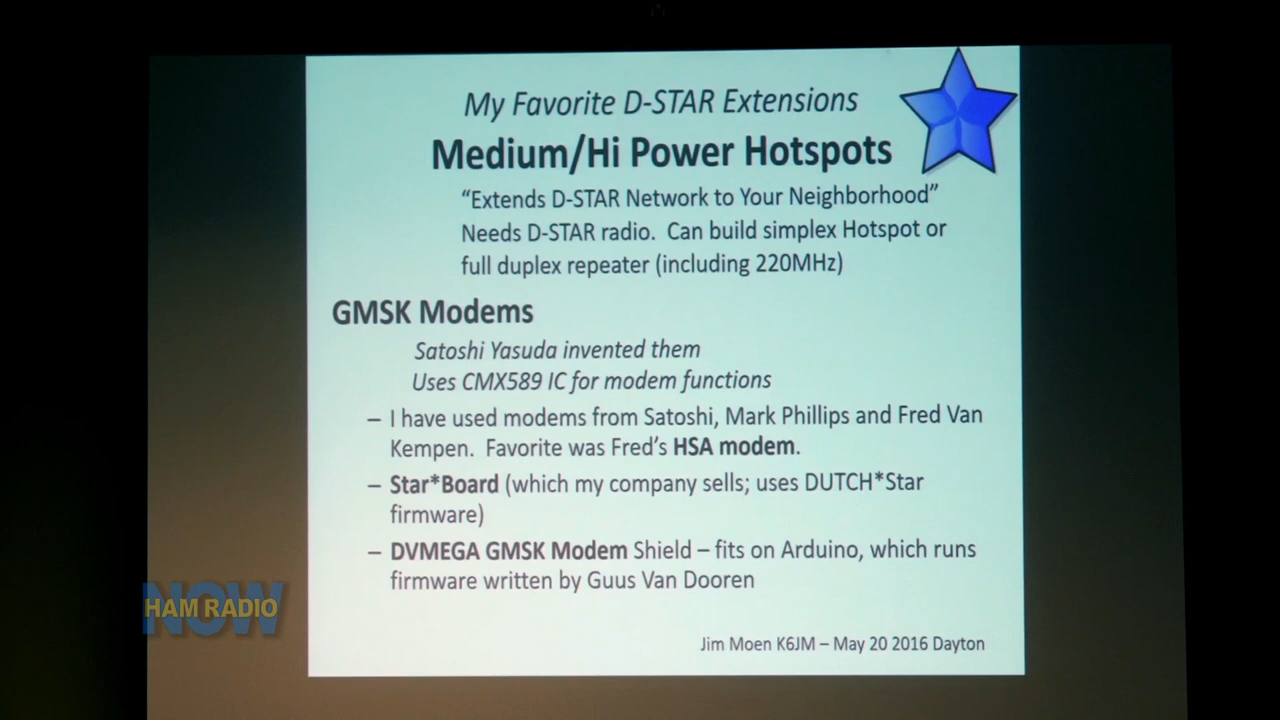 My Favorite D-STAR Extensions
Medium/Hi Power Hotspots
“Extends D-STAR Network to Your Neighborhood”
Needs D-STAR radio. Can build simplex Hotspot or
full duplex repeater (including 220MHz)
GMSK Modems
Satoshi Yasuda invented them
Uses CMX589 IC for modem functions
– I have used modems from Satoshi, Mark Phillips and Fred Van
Kempen. Favorite was Fred’s HSA modem.
– Star*Board (which my company sells; uses DUTCH*Star
firmware)
– DVMEGA GMSK Modem Shield – fits on Arduino, which runs
firmware written by Guus Van Dooren
NOW
HAM RADIO
Jim Moen K6JM – May 20 2016 Dayton